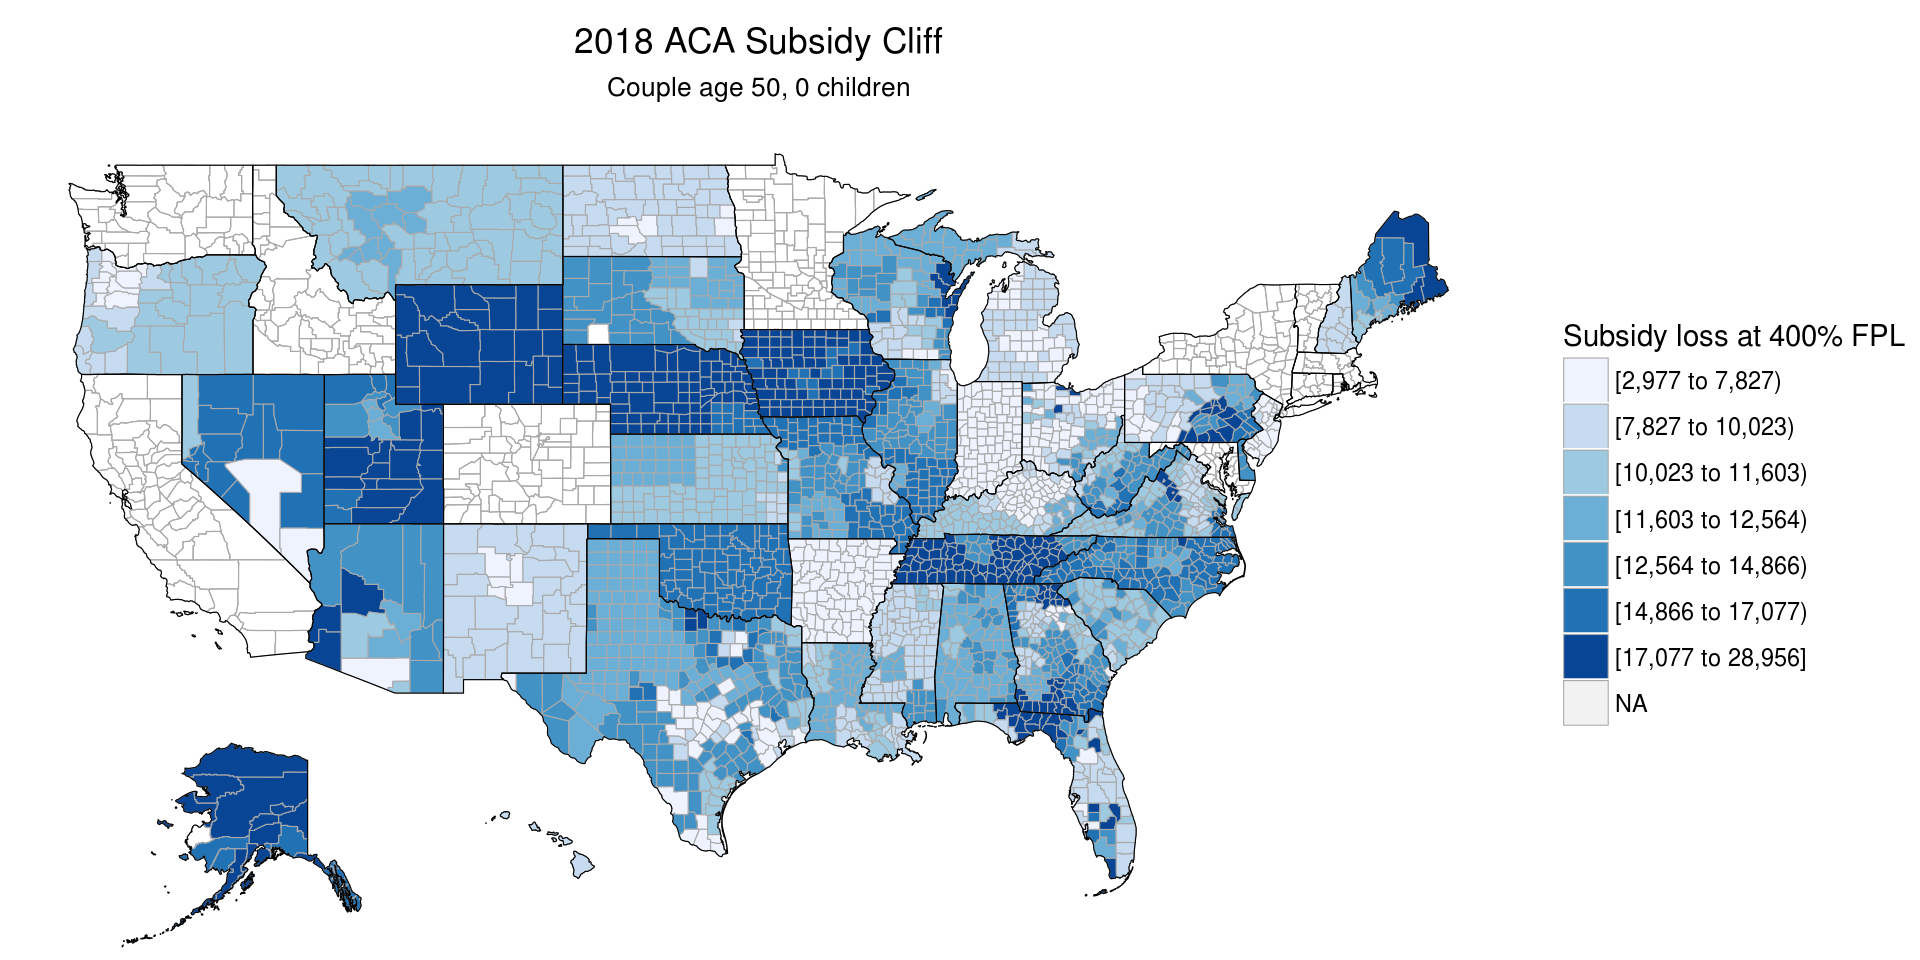 2018 ACA Subsidy Cliff
Couple age 50, 0 children
Subsidy loss at 400% FPL
[2,977 to 7,827)
[7,827 to 10,023)
[10,023 to 11,603)
[11,603 to 12,564)
[12,564 to 14,866)
[14,866 to 17,077)
[17,077 to 28,956]
NA